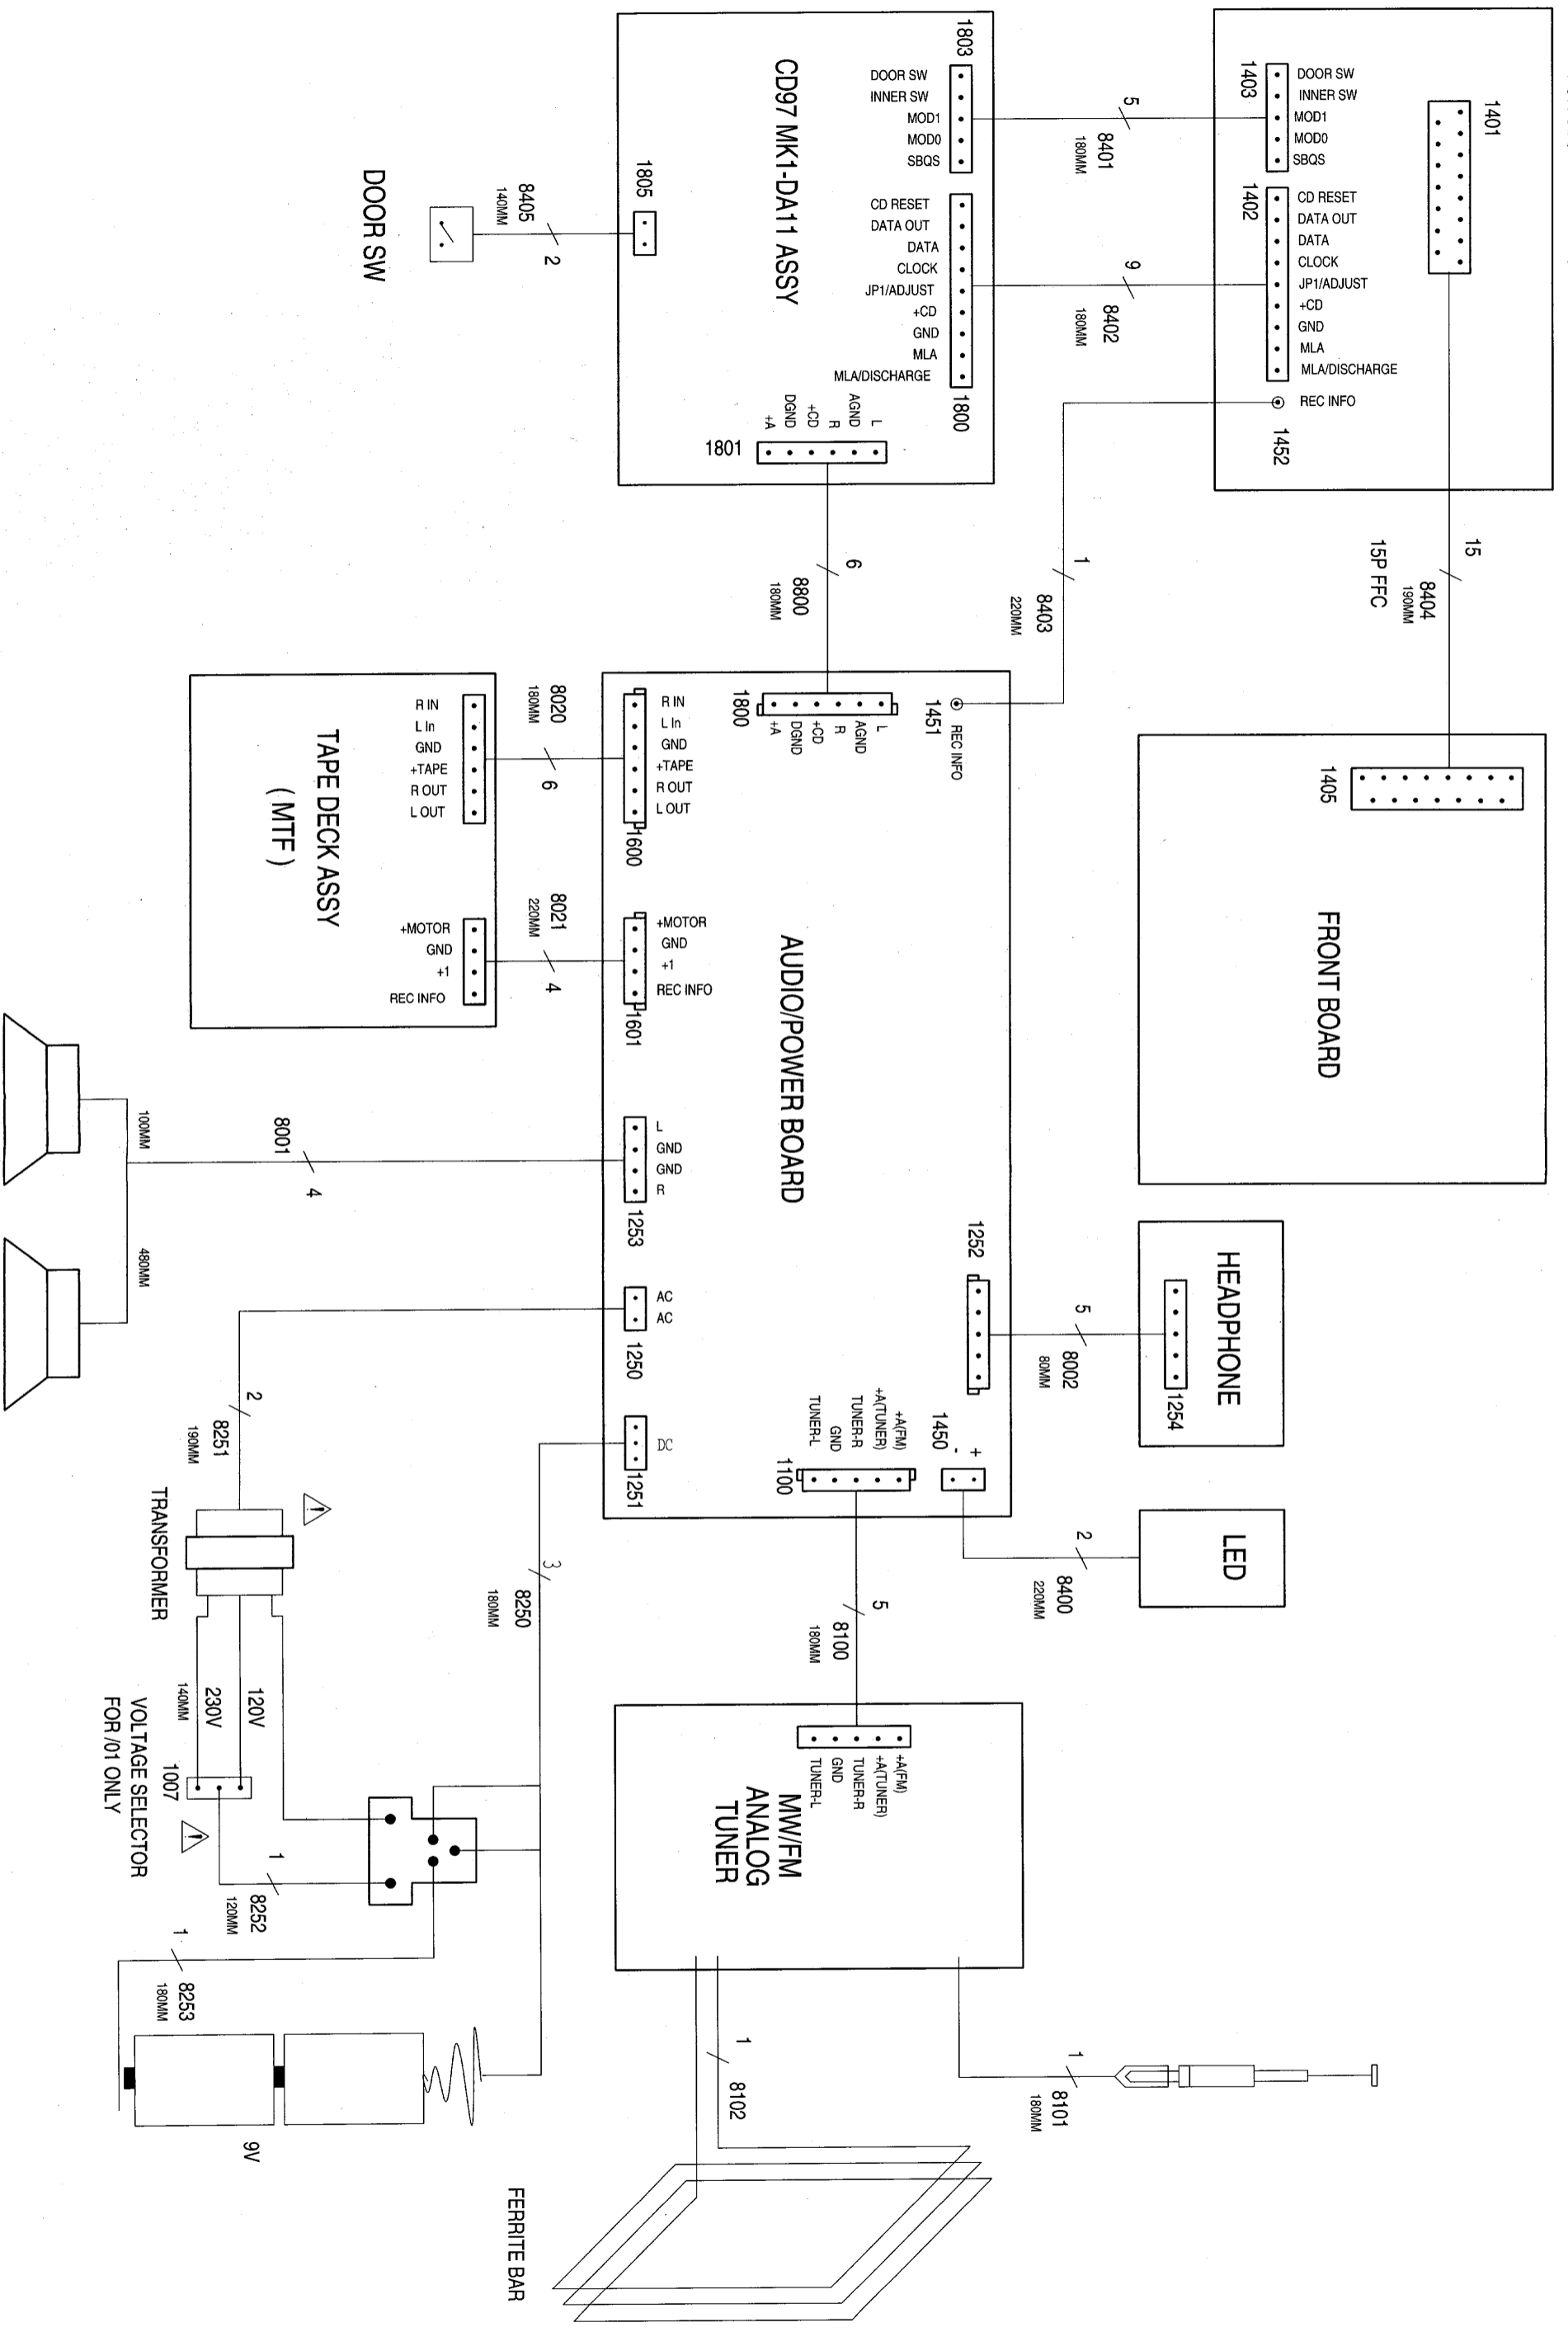 1401
1403
DOOR SW
INNER SW
MOD1
MOD0
SBQS
1402
CD RESET
DATA OUT
DATA
CLOCK
JP1/ADJUST
+CD
GND
MLA
MLA/DISCHARGE
REC INFO
1452
5
8401
180MM
9
8402
180MM
1803
DOOR SW
INNER SW
MOD1
MOD0
SBQS
CD RESET
DATA OUT
DATA
CLOCK
JP1/ADJUST
+CD
GND
MLA
MLA/DISCHARGE
1800
CD97 MK1-DA11 ASSY
1805
L
AGND
R
+CD
DGND
+A
1801
8405
140MM
2
DOOR SW
15
8404
190MM
15P FFC
1
8403
220MM
6
8800
180MM
1405
FRONT BOARD
1451
REC INFO
1800
L
AGND
R
+CD
DGND
+A
AUDIO/POWER BOARD
R IN
L In
GND
+TAPE
R OUT
L OUT
1600
+MOTOR
GND
+1
REC INFO
1601
8020
180MM
6
8021
220MM
4
R IN
L In
GND
+TAPE
R OUT
L OUT
+MOTOR
GND
+1
REC INFO
TAPE DECK ASSY
( MTF )
L
GND
GND
R
1253
8001
4
100MM
480MM
AC
AC
1250
DC
1251
1252
HEADPHONE
1254
5
8002
80MM
1450
+
-
LED
2
8400
220MM
+A(FM)
+A(TUNER)
TUNER-R
GND
TUNER-L
1100
5
8100
180MM
+A(FM)
+A(TUNER)
TUNER-R
GND
TUNER-L
MW/FM
ANALOG
TUNER
2
8251
190MM
!
TRANSFORMER
3
8250
180MM
120V
230V
140MM
1007
!
VOLTAGE SELECTOR
FOR /01 ONLY
1
8252
120MM
1
8253
180MM
9V
1
8101
180MM
1
8102
FERRITE BAR